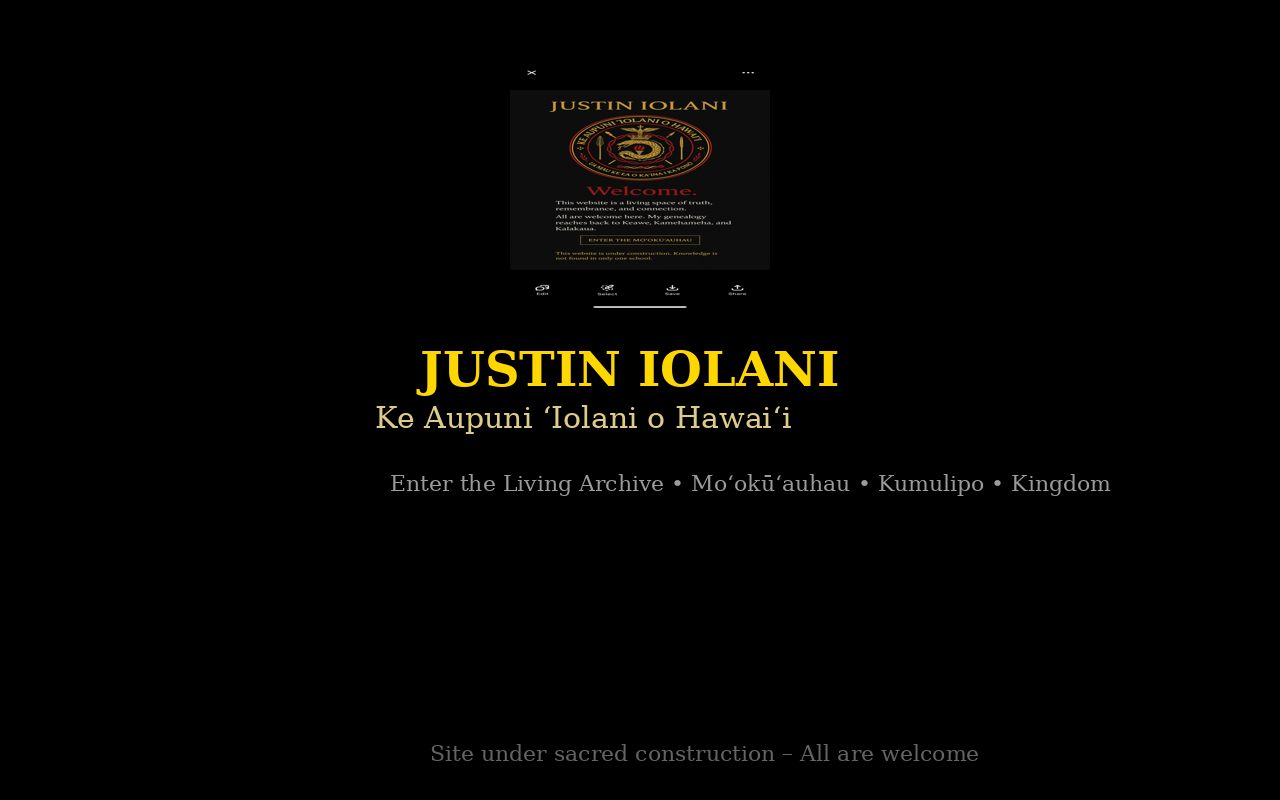 JUSTIN IOLANI
KE AUPUNI ʻIOLANI O HAWAIʻI
Welcome.
This website is a living space of truth,
remembrance, and connection.
All are welcome here. My genealogy
reaches back to Keawe, Kamehameha, and
Kalakaua.
ENTER THE MOʻOKŪʻAUHAU
This website is under construction. Knowledge is
not found in only one school.
Edit Select Save Share
JUSTIN IOLANI
Ke Aupuni ʻIolani o Hawaiʻi
Enter the Living Archive • Moʻokūʻauhau • Kumulipo • Kingdom
Site under sacred construction – All are welcome